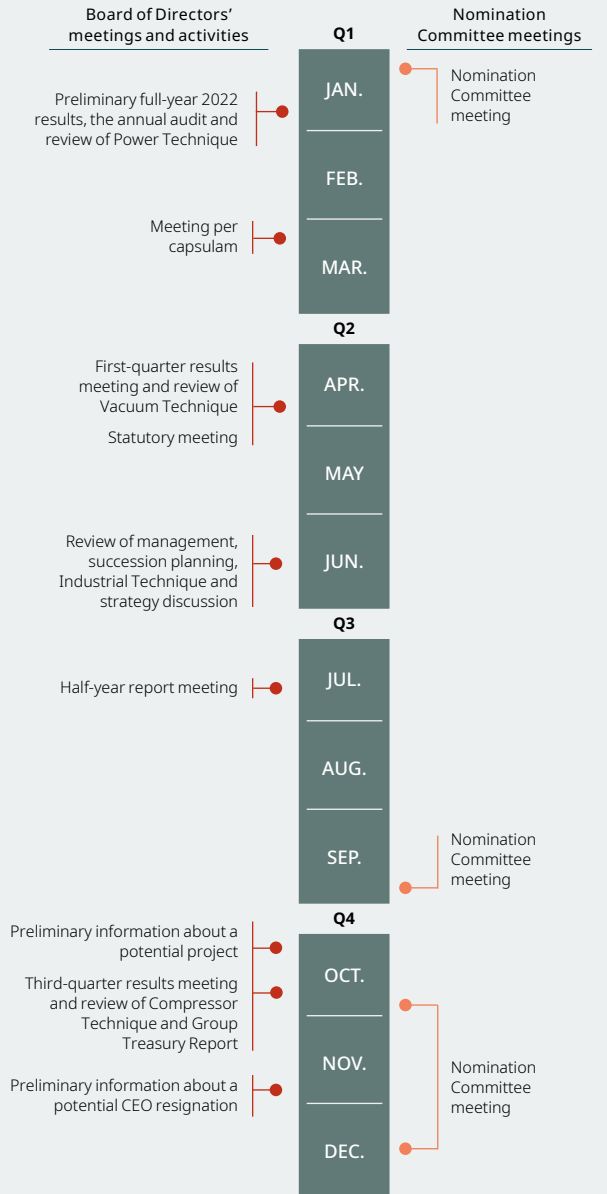 Board of Directors’
meetings and activities
Nomination
Committee meetings
Q1
JAN.
Nomination
Committee
meeting
Preliminary full-year 2022
results, the annual audit and
review of Power Technique
FEB.
Meeting per
capsulam
MAR.
Q2
First-quarter results
meeting and review of
Vacuum Technique
Statutory meeting
APR.
MAY
Review of management,
succession planning,
Industrial Technique and
strategy discussion
JUN.
Q3
Half-year report meeting
JUL.
AUG.
SEP.
Nomination
Committee
meeting
Q4
Preliminary information about a
potential project
Third-quarter results meeting
and review of Compressor
Technique and Group
Treasury Report
OCT.
NOV.
Preliminary information about a
potential CEO resignation
Nomination
Committee
meeting
DEC.